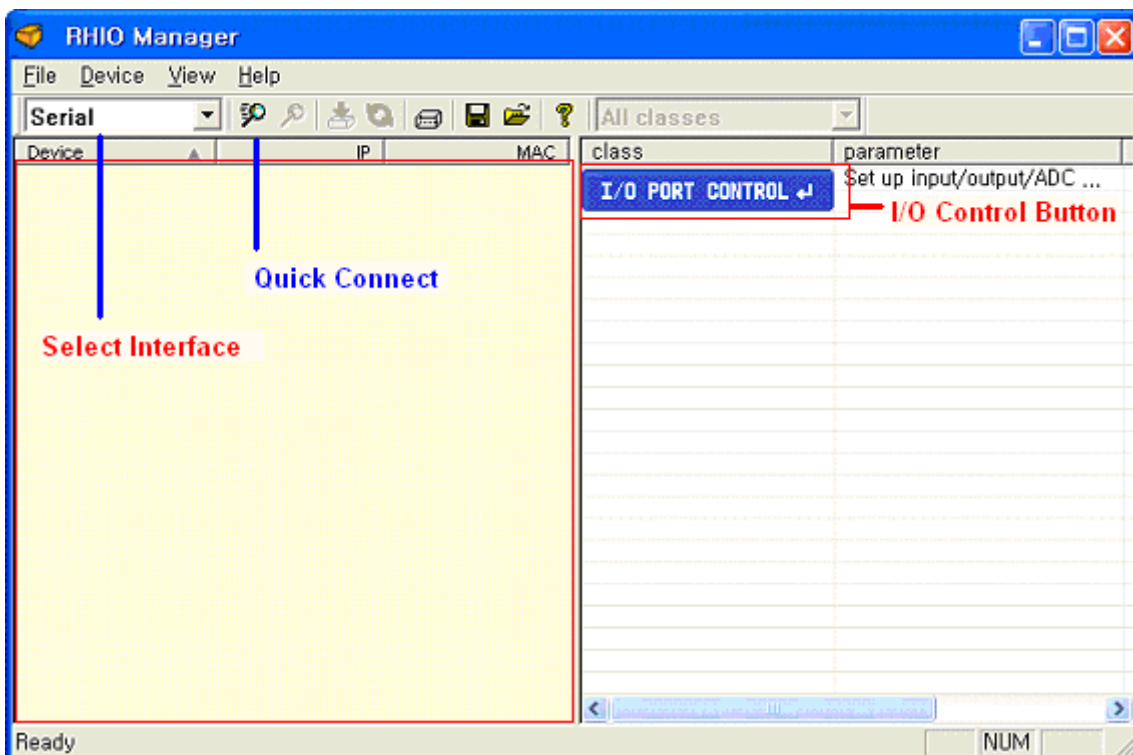 RHIO Manager
File Device View Help
Serial All classes
Device IP MAC class parameter
I/O PORT CONTROL Set up input/output/ADC ...
I/O Control Button
Quick Connect
Select Interface
Ready NUM